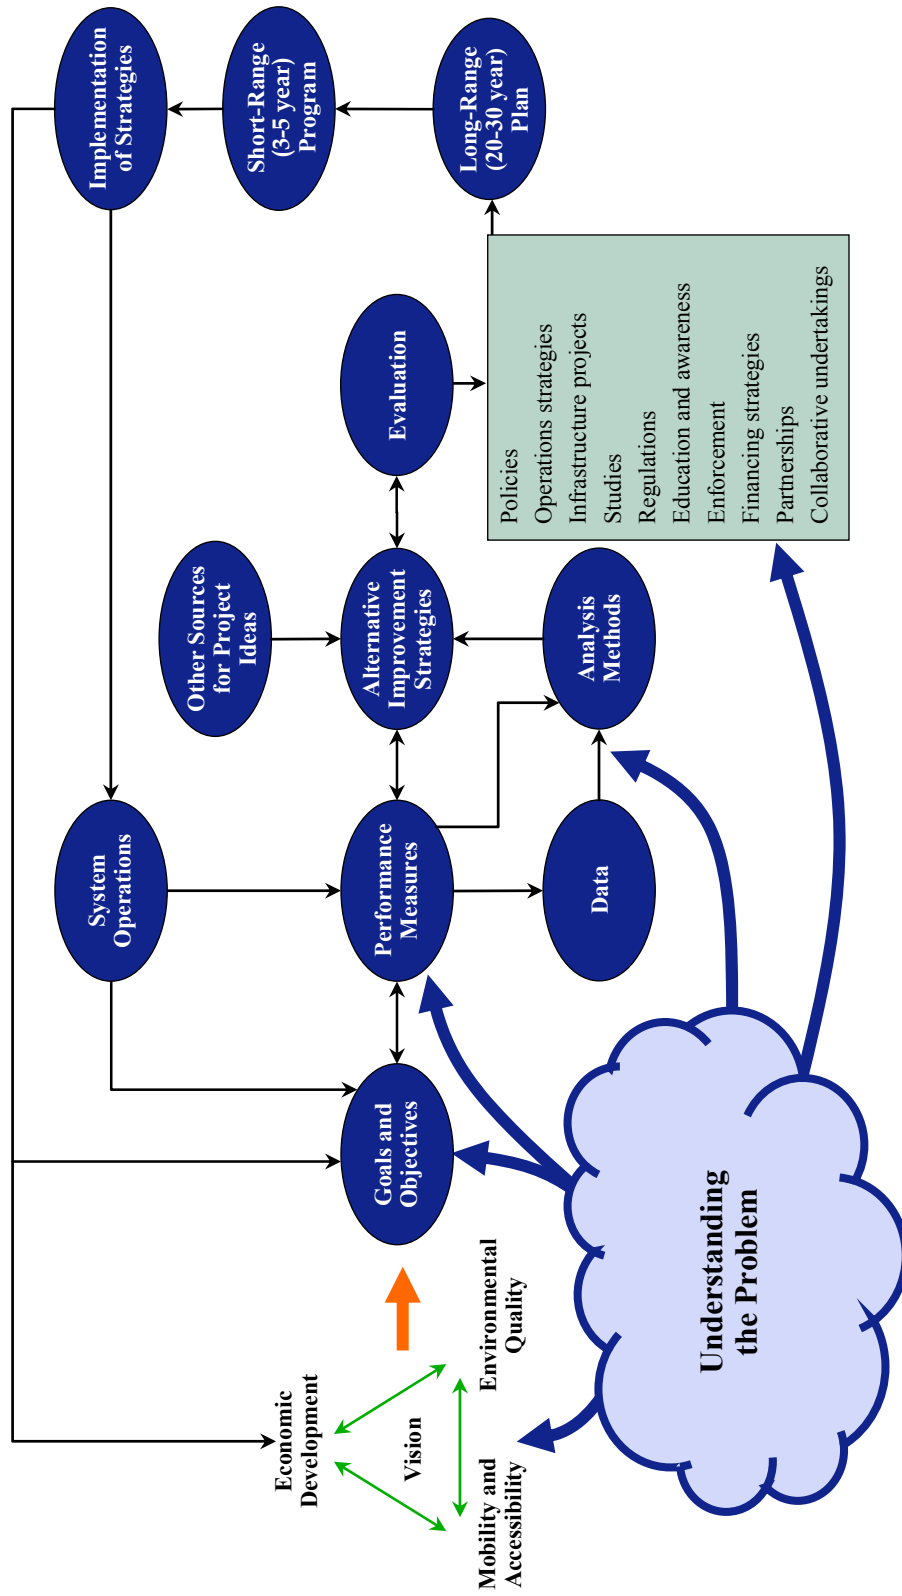 Economic
Development
Vision
Mobility and
Accessibility
Environmental
Quality
Goals and
Objectives
System
Operations
Performance
Measures
Data
Other Sources
for Project
Ideas
Alternative
Improvement
Strategies
Analysis
Methods
Evaluation
Policies
Operations strategies
Infrastructure projects
Studies
Regulations
Education and awareness
Enforcement
Financing strategies
Partnerships
Collaborative undertakings
Implementation
of Strategies
Short-Range
(3-5 year)
Program
Long-Range
(20-30 year)
Plan
Understanding
the Problem